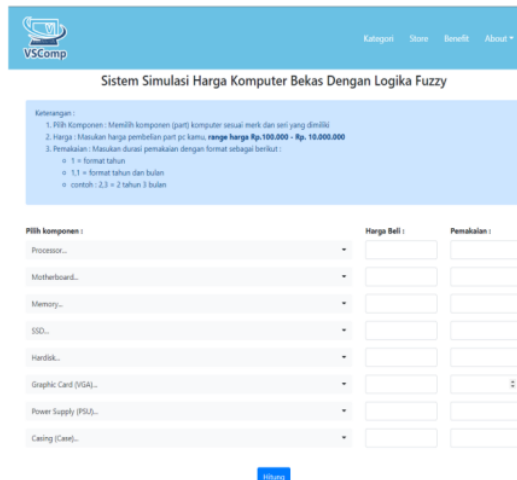 VSComp
Kategori Store Benefit About
Sistem Simulasi Harga Komputer Bekas Dengan Logika Fuzzy
Keterangan :
1. Pilih Komponen : Memilih komponen (part) komputer sesuai merk dan seri yang dimiliki
2. Harga : Masukan harga pembelian part pc kamu, range harga Rp.100.000 - Rp. 10.000.000
3. Pemakaian : Masukan durasi pemakaian dengan format sebagai berikut :
1 = format tahun
1,1 = format tahun dan bulan
contoh : 2,3 = 2 tahun 3 bulan
Pilih komponen : Harga Beli : Pemakaian :
Processor...
Motherboard...
Memory...
SSD...
Hardisk...
Graphic Card (VGA)...
Power Supply (PSU)...
Casing (Case)...
Hitung